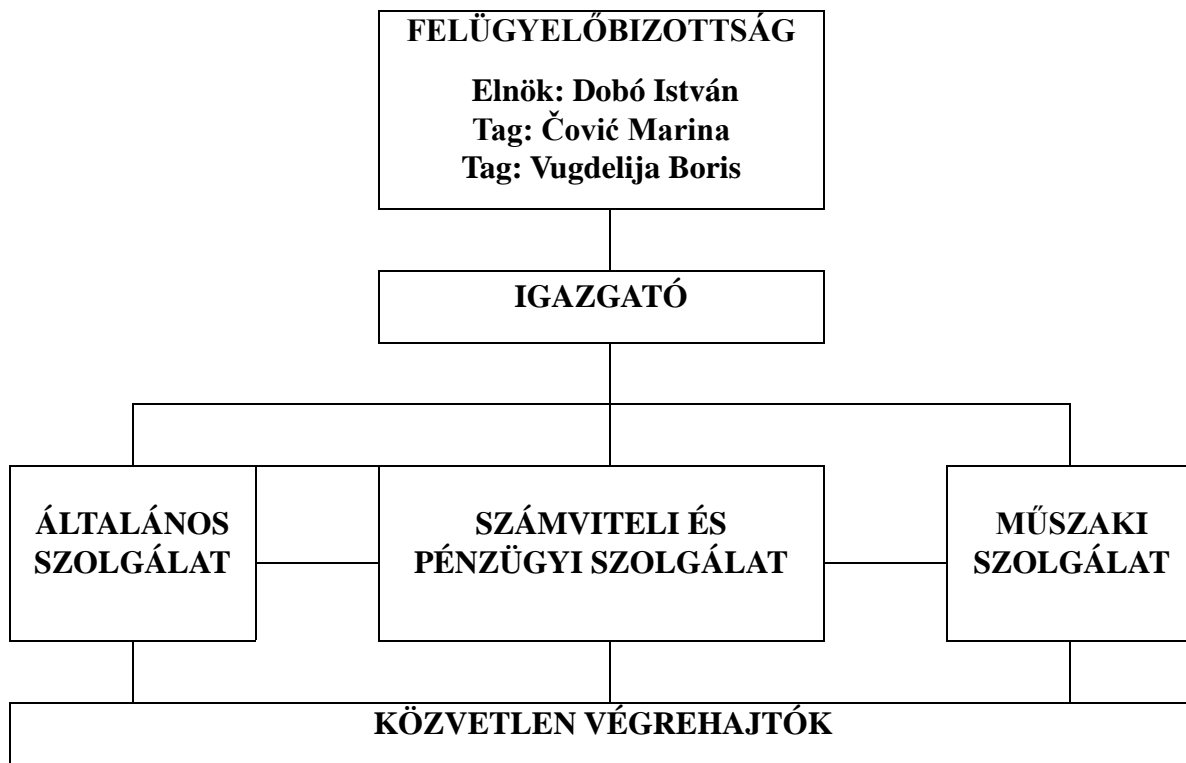 FELÜGYELŐBIZOTTSÁG
Elnök: Dobó István
Tag: Čović Marina
Tag: Vugdelija Boris
IGAZGATÓ
ÁLTALÁNOS
SZOLGÁLAT
SZÁMVITELI ÉS
PÉNZÜGYI SZOLGÁLAT
MŰSZAKI
SZOLGÁLAT
KÖZVETLEN VÉGREHAJTÓK